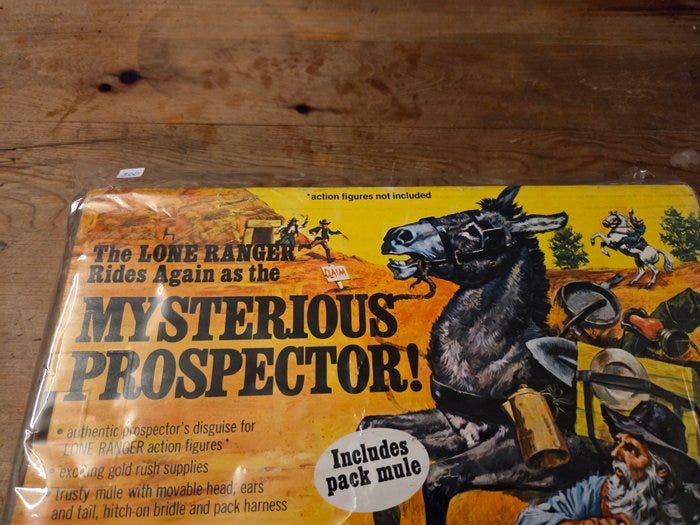 300
*action figures not included
The LONE RANGER
Rides Again as the
CLAIM
MYSTERIOUS
PROSPECTOR!
• authentic prospector's disguise for
LONE RANGER action figures*
• exciting gold rush supplies
• trusty mule with movable head, ears
and tail, hitch-on bridle and pack harness
Includes
pack mule